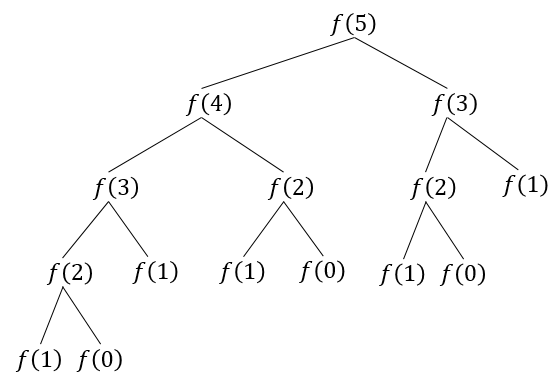 f(5)
f(4) f(3)
f(3) f(2) f(2) f(1)
f(2) f(1) f(1) f(0) f(1) f(0)
f(1) f(0)